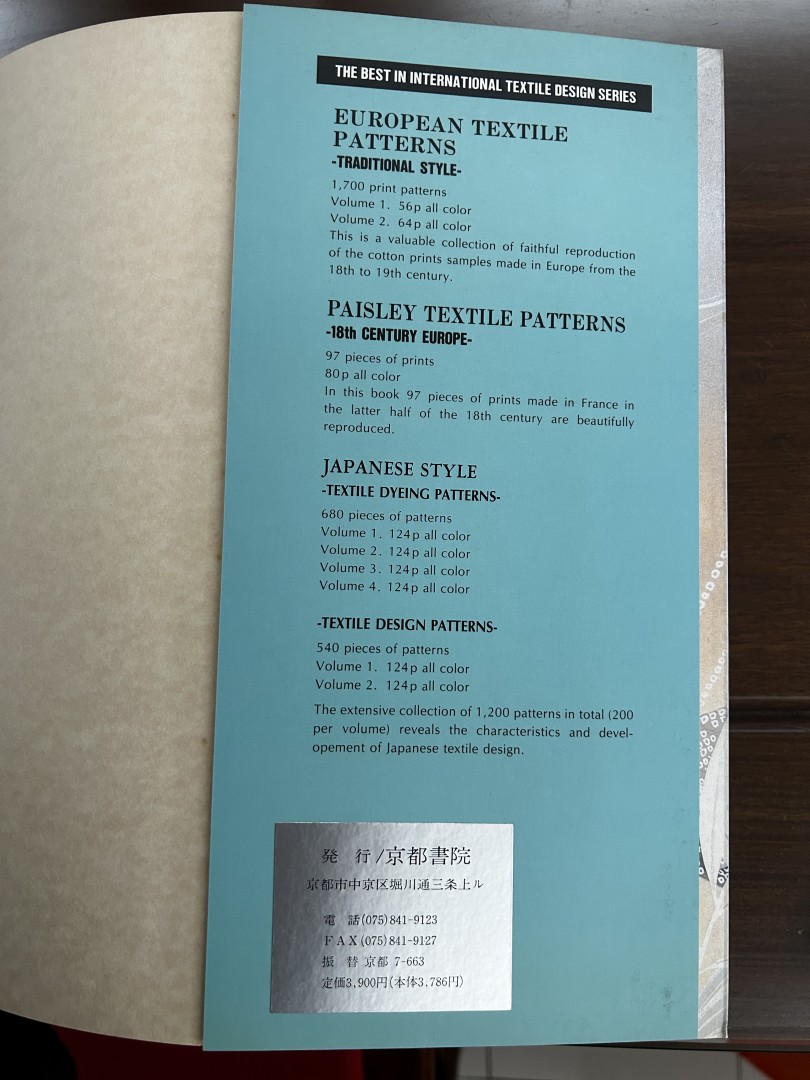 THE BEST IN INTERNATIONAL TEXTILE DESIGN SERIES
EUROPEAN TEXTILE
PATTERNS
-TRADITIONAL STYLE-
1,700 print patterns
Volume 1. 56p all color
Volume 2. 64p all color
This is a valuable collection of faithful reproduction
of the cotton prints samples made in Europe from the
18th to 19th century.
PAISLEY TEXTILE PATTERNS
-18th CENTURY EUROPE-
97 pieces of prints
80p all color
In this book 97 pieces of prints made in France in
the latter half of the 18th century are beautifully
reproduced.
JAPANESE STYLE
-TEXTILE DYEING PATTERNS-
680 pieces of patterns
Volume 1. 124p all color
Volume 2. 124p all color
Volume 3. 124p all color
Volume 4. 124p all color
-TEXTILE DESIGN PATTERNS-
540 pieces of patterns
Volume 1. 124p all color
Volume 2. 124p all color
The extensive collection of 1,200 patterns in total (200
per volume) reveals the characteristics and devel-
opement of Japanese textile design.
発　行/京都書院
京都市中京区堀川通三条上ル
電　話(075)841-9123
ＦＡＸ(075)841-9127
振　替 京都 7-663
定価3,900円(本体3,786円)